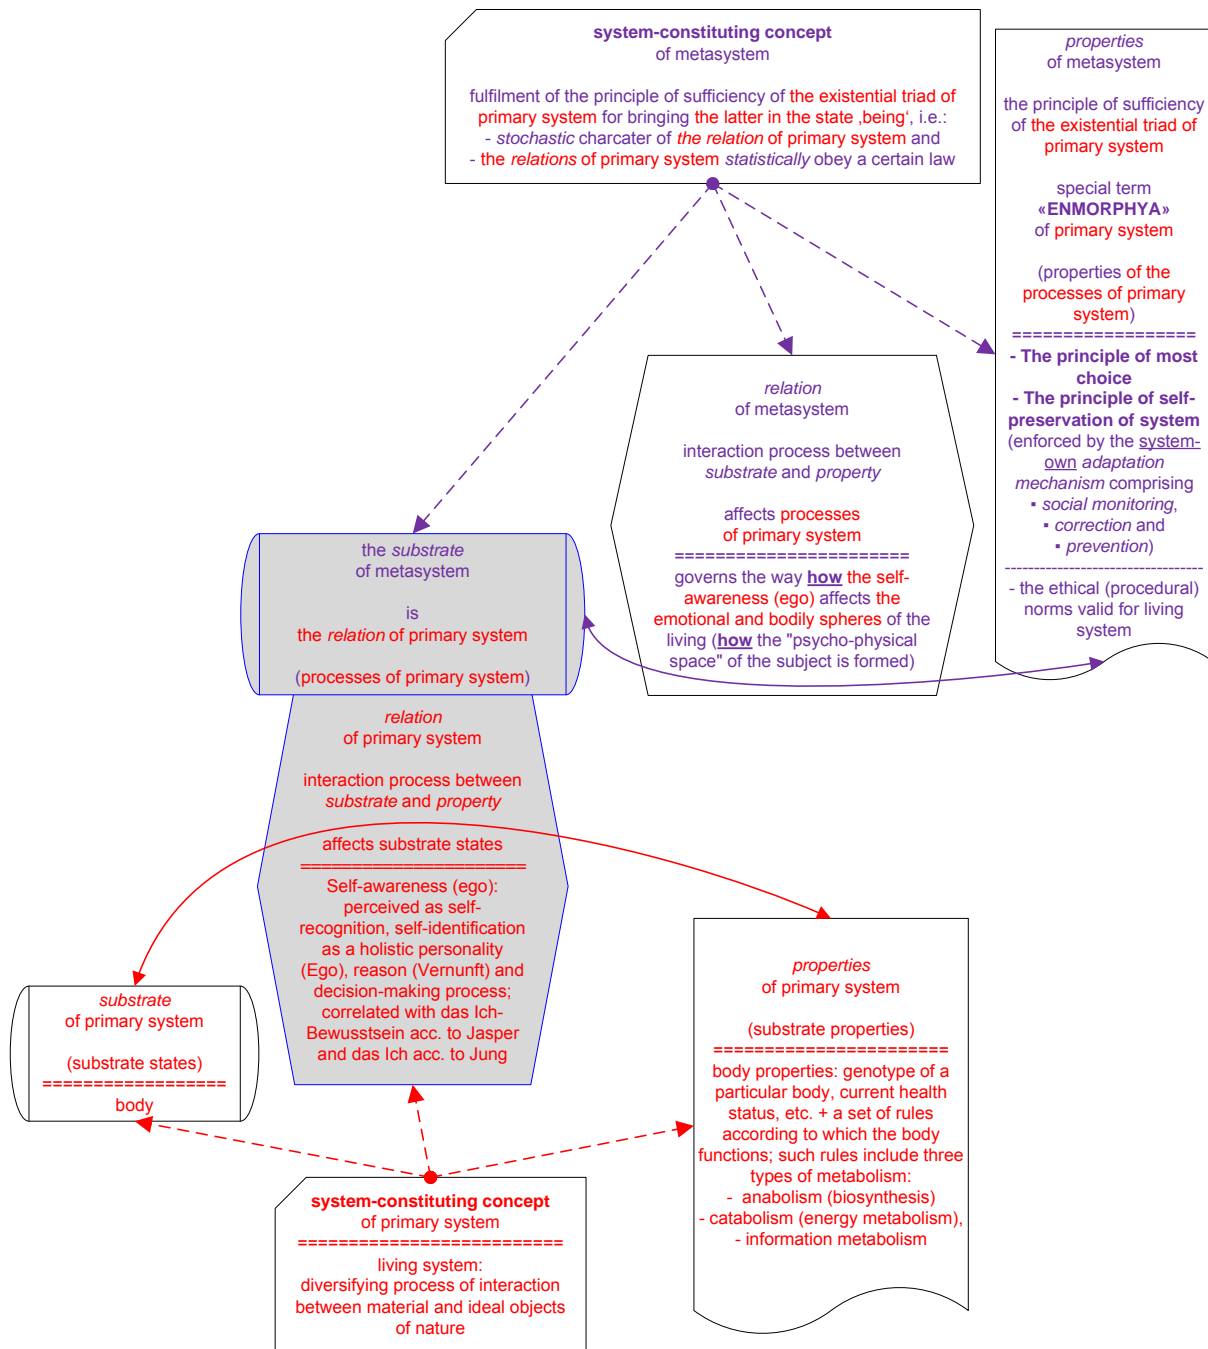 system-constituting concept
of metasystem
fulfilment of the principle of sufficiency of the existential triad of
primary system for bringing the latter in the state ‚being‘, i.e.:
- stochastic charcater of the relation of primary system and
- the relations of primary system statistically obey a certain law
properties
of metasystem
the principle of sufficiency
of the existential triad of
primary system
special term
«ENMORPHYA»
of primary system
(properties of the
processes of primary
system)
==================
- The principle of most
choice
- The principle of self-
preservation of system
(enforced by the system-
own adaptation
mechanism comprising
▪ social monitoring,
▪ correction and
▪ prevention)
----------------------------------
- the ethical (procedural)
norms valid for living
system
relation
of metasystem
interaction process between
substrate and property
affects processes
of primary system
=======================
governs the way how the self-
awareness (ego) affects the
emotional and bodily spheres of the
living (how the "psycho-physical
space" of the subject is formed)
the substrate
of metasystem
is
the relation of primary system
(processes of primary system)
relation
of primary system
interaction process between
substrate and property
affects substrate states
======================
Self-awareness (ego):
perceived as self-
recognition, self-identification
as a holistic personality
(Ego), reason (Vernunft) and
decision-making process;
correlated with das Ich-
Bewusstsein acc. to Jasper
and das Ich acc. to Jung
substrate
of primary system
(substrate states)
==================
body
properties
of primary system
(substrate properties)
=======================
body properties: genotype of a
particular body, current health
status, etc. + a set of rules
according to which the body
functions; such rules include three
types of metabolism:
- anabolism (biosynthesis)
- catabolism (energy metabolism),
- information metabolism
system-constituting concept
of primary system
==========================
living system:
diversifying process of interaction
between material and ideal objects
of nature